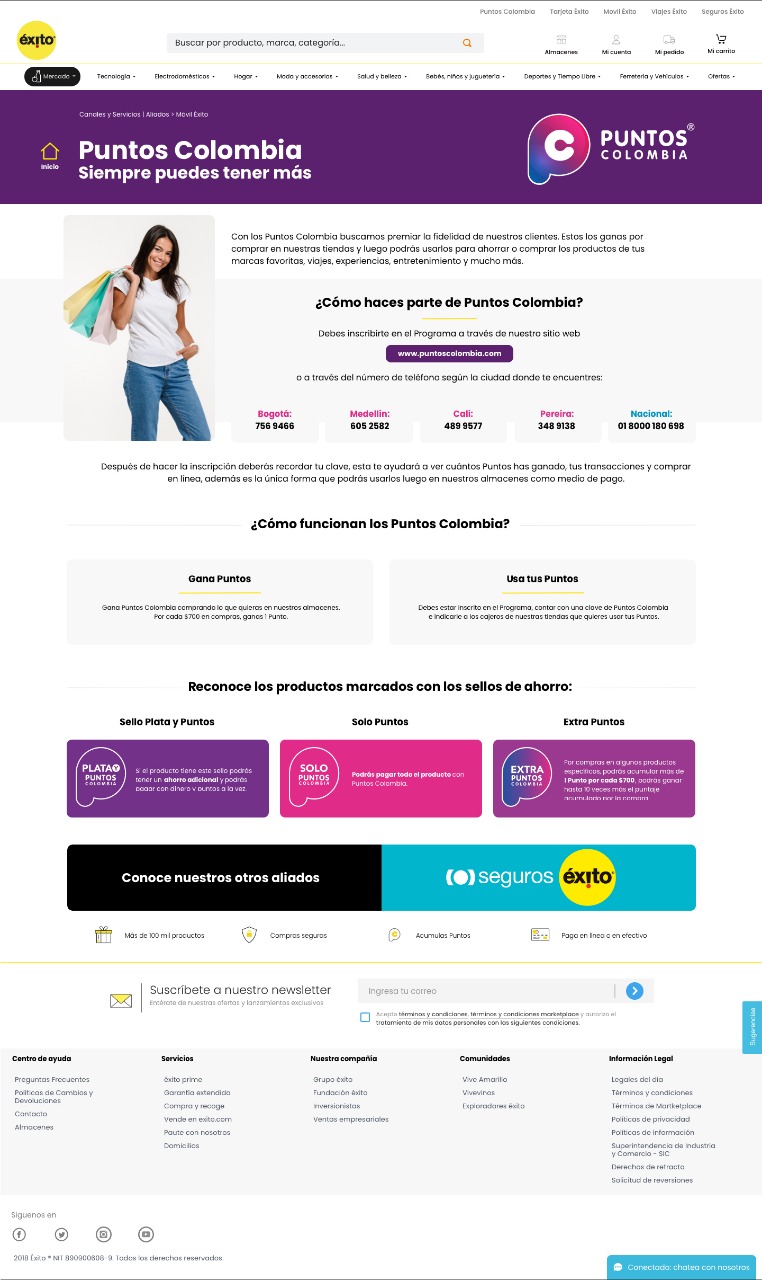 Puntos Colombia Tarjeta Éxito Movil Éxito Viajes Éxito Seguros Éxito
éxito
Buscar por producto, marca, categoría...
Almacenes Mi cuenta Mi pedido Mi carrito
Mercado Tecnología Electrodomésticos Hogar Moda y accesorios Salud y belleza Bebés, niños y juguetería Deportes y Tiempo Libre Ferretería y Vehículos Ofertas
Canales y Servicios | Aliados > Móvil Éxito
Inicio
Puntos Colombia
Siempre puedes tener más
PUNTOS®
COLOMBIA
Con los Puntos Colombia buscamos premiar la fidelidad de nuestros clientes. Estos los ganas por
comprar en nuestras tiendas y luego podrás usarlos para ahorrar o comprar los productos de tus
marcas favoritas, viajes, experiencias, entretenimiento y mucho más.
¿Cómo haces parte de Puntos Colombia?
Debes inscribirte en el Programa a través de nuestro sitio web
www.puntoscolombia.com
o a través del número de teléfono según la ciudad donde te encuentres:
Bogotá: Medellín: Cali: Pereira: Nacional:
756 9466 605 2582 489 9577 348 9138 01 8000 180 698
Después de hacer la inscripción deberás recordar tu clave, esta te ayudará a ver cuántos Puntos has ganado, tus transacciones y comprar
en línea, además es la única forma que podrás usarlos luego en nuestros almacenes como medio de pago.
¿Cómo funcionan los Puntos Colombia?
Gana Puntos
Gana Puntos Colombia comprando lo que quieras en nuestros almacenes.
Por cada $700 en compras, ganas 1 Punto.
Usa tus Puntos
Debes estar inscrito en el Programa, contar con una clave de Puntos Colombia
e indicarle a los cajeros de nuestras tiendas que quieres usar tus Puntos.
Reconoce los productos marcados con los sellos de ahorro:
Sello Plata y Puntos
PLATA Y
PUNTOS
COLOMBIA
Si el producto tiene este sello podrás
tener un ahorro adicional y podrás
pagar con dinero y puntos a la vez.
Solo Puntos
SOLO
PUNTOS
COLOMBIA
Podrás pagar todo el producto con
Puntos Colombia.
Extra Puntos
EXTRA
PUNTOS
COLOMBIA
Por compras en algunos productos
específicos, podrás acumular más de
1 Punto por cada $700, podrás ganar
hasta 10 veces más el puntaje
acumulado por la compra
Conoce nuestros otros aliados
seguros éxito
Más de 100 mil productos Compras seguras Acumulas Puntos Paga en línea o en efectivo
Suscríbete a nuestro newsletter
Entérate de nuestras ofertas y lanzamientos exclusivos
Ingresa tu correo
Acepto términos y condiciones, términos y condiciones marketplace y autorizo el
tratamiento de mis datos personales con las siguientes condiciones.
Sugerencias
Centro de ayuda
Preguntas Frecuentes
Políticas de Cambios y
Devoluciones
Contacto
Almacenes
Servicios
éxito prime
Garantía extendida
Compra y recoge
Vende en exito.com
Paute con nosotros
Domicilios
Nuestra compañía
Grupo éxito
Fundación éxito
Inversionistas
Ventas empresariales
Comunidades
Vive Amarillo
Vivevinos
Exploradores éxito
Información Legal
Legales del día
Términos y condiciones
Términos de Martketplace
Políticas de privacidad
Políticas de información
Superintendencia de Industria
y Comercio - SIC
Derechos de retracto
Solicitud de reversiones
Síguenos en
2018 Éxito ® NIT 890900608-9. Todos los derechos reservados.
Conectado: chatea con nosotros